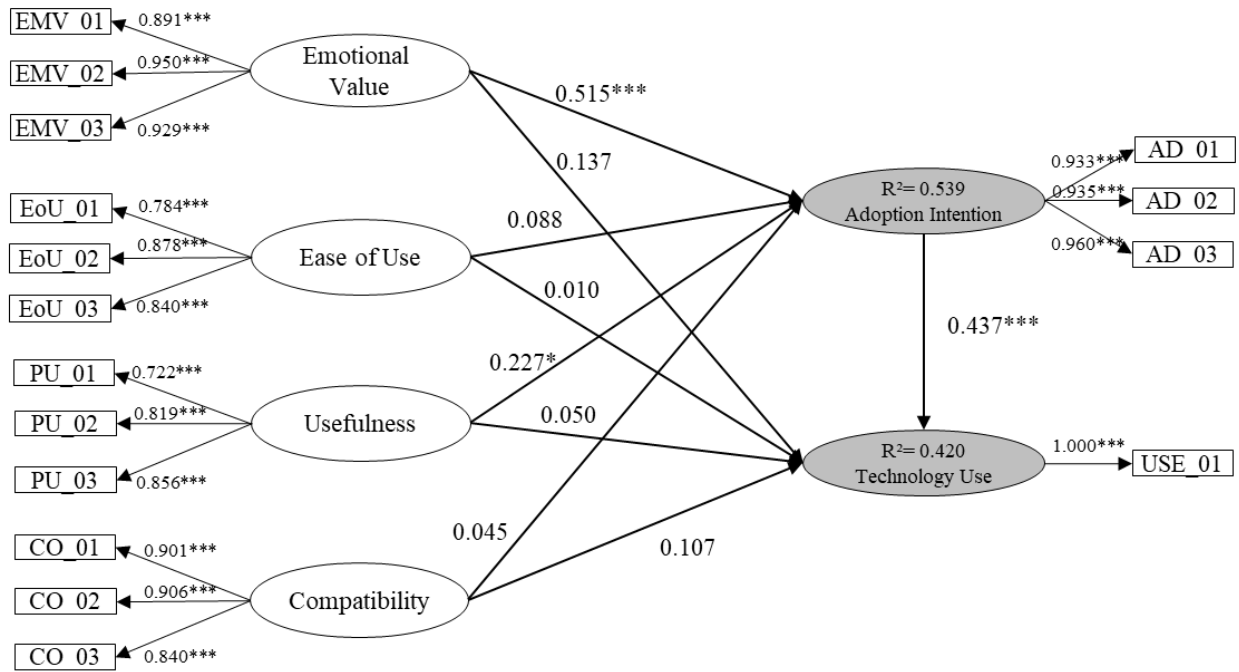 EMV_01
0.891***
EMV_02
0.950***
EMV_03
0.929***
Emotional
Value
EoU_01
0.784***
EoU_02
0.878***
EoU_03
0.840***
Ease of Use
PU_01
0.722***
PU_02
0.819***
PU_03
0.856***
Usefulness
CO_01
0.901***
CO_02
0.906***
CO_03
0.840***
Compatibility
0.515***
0.137
0.088
0.010
0.227*
0.050
0.045
0.107
R²= 0.539
Adoption Intention
0.933***
AD_01
0.935***
AD_02
0.960***
AD_03
0.437***
R²= 0.420
Technology Use
1.000***
USE_01